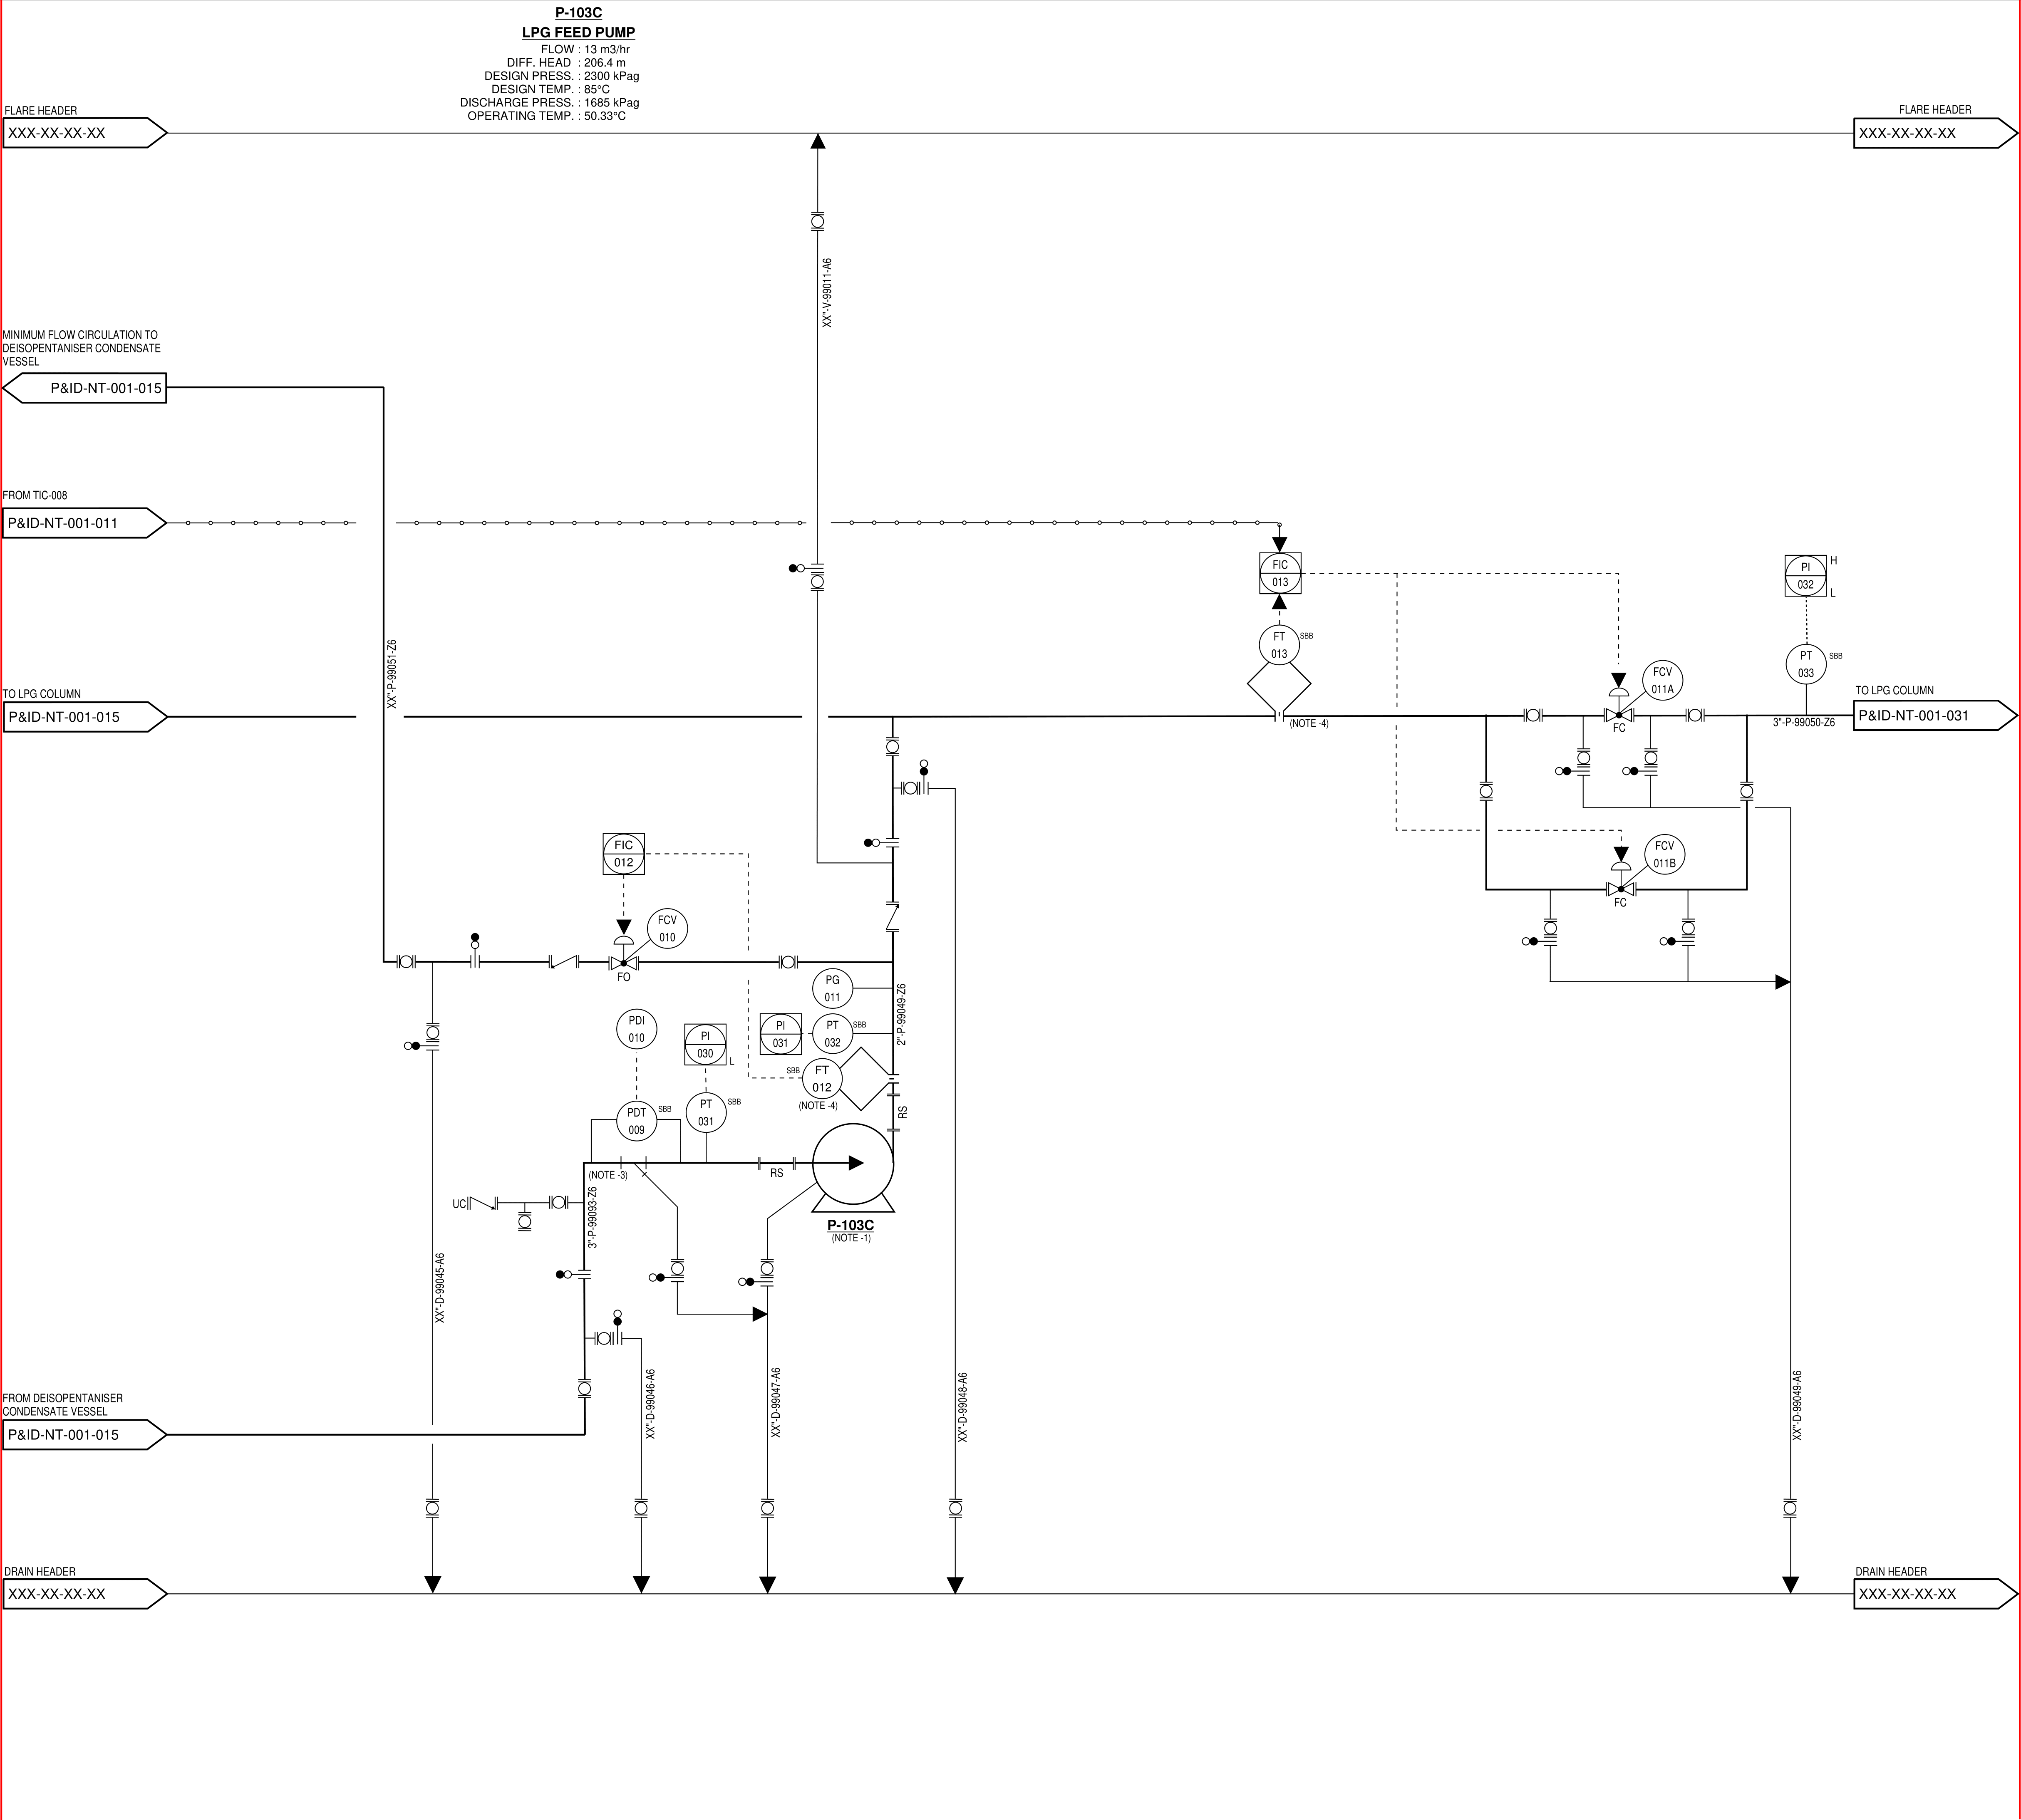 P-103C
LPG FEED PUMP
FLOW : 13 m3/hr
DIFF. HEAD : 206.4 m
DESIGN PRESS. : 2300 kPag
DESIGN TEMP. : 85°C
DISCHARGE PRESS. : 1685 kPag
OPERATING TEMP. : 50.33°C
FLARE HEADER
XXX-XX-XX-XX
FLARE HEADER
XXX-XX-XX-XX
XX"-V-99011-A6
MINIMUM FLOW CIRCULATION TO
DEISOPENTANISER CONDENSATE
VESSEL
P&ID-NT-001-015
FROM TIC-008
P&ID-NT-001-011
FIC
013
FT
013
SBB
(NOTE -4)
PI
032
H
L
PT
033
SBB
FCV
011A
FC
3"-P-99050-Z6
TO LPG COLUMN
P&ID-NT-001-031
XX"-P-99051-Z6
TO LPG COLUMN
P&ID-NT-001-015
FCV
011B
FC
FIC
012
FCV
010
FO
PG
011
PI
031
PT
032
SBB
2"-P-99049-Z6
PDI
010
PI
030
L
SBB
FT
012
(NOTE -4)
RS
PDT
009
SBB
PT
031
SBB
(NOTE -3)
RS
UC
3"-P-99093-Z6
P-103C
(NOTE -1)
XX"-D-99045-A6
XX"-D-99046-A6
XX"-D-99047-A6
XX"-D-99048-A6
XX"-D-99049-A6
FROM DEISOPENTANISER
CONDENSATE VESSEL
P&ID-NT-001-015
DRAIN HEADER
XXX-XX-XX-XX
DRAIN HEADER
XXX-XX-XX-XX